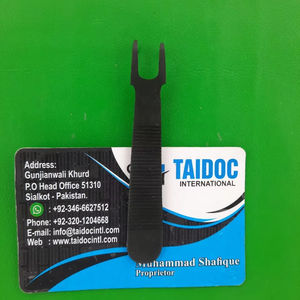 Address:
Gunjianwali Khurd
P.O Head Office 51310
Sialkot - Pakistan.
: +92-346-6627512
Phone: +92-320-1204668
E-mail: info@taidocintl.com
Web : www.taidocintl.com
TAIDOC
INTERNATIONAL
Muhammad Shafique
Proprietor